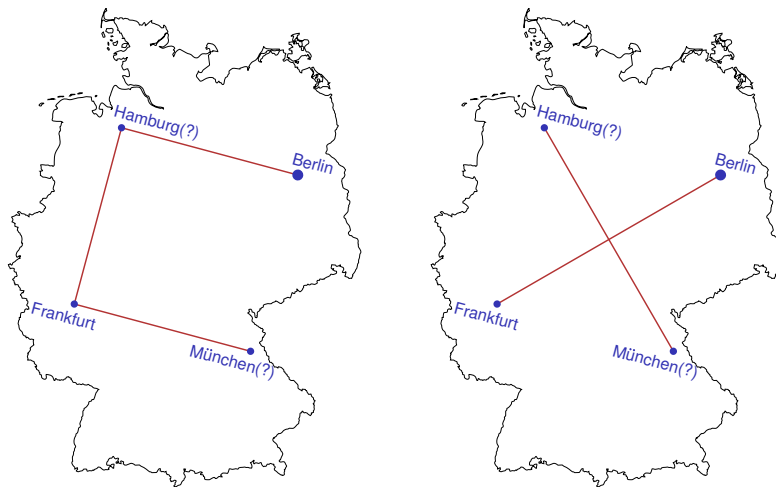 Hamburg(?)
Berlin
Frankfurt
München(?)
Hamburg(?)
Berlin
Frankfurt
München(?)